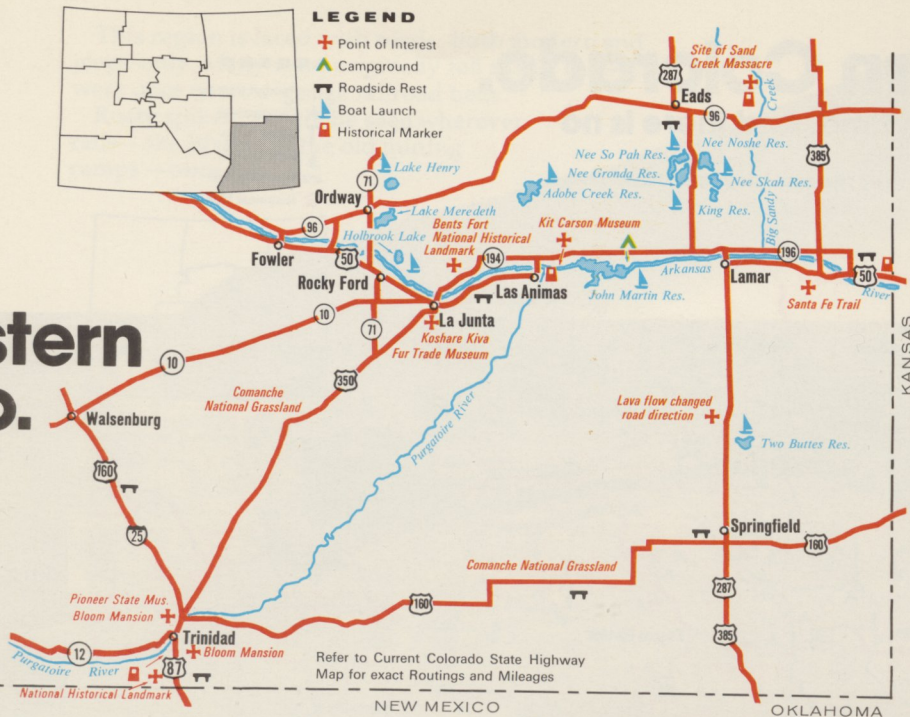 LEGEND
Point of Interest
Campground
Roadside Rest
Boat Launch
Historical Marker
Site of Sand
Creek Massacre
287
Eads
Creek
96
385
Nee Noshe Res.
Nee So Pah Res.
Nee Gronda Res.
Nee Skah Res.
Adobe Creek Res.
King Res.
Big Sandy
Lake Henry
71
Ordway
Lake Meredeth
96
Holbrook Lake
Bents Fort
National Historical
Landmark
Kit Carson Museum
Fowler
50
194
196
Rocky Ford
Las Animas
Arkansas
Lamar
50
River
John Martin Res.
Santa Fe Trail
10
La Junta
71
Koshare Kiva
Fur Trade Museum
KANSAS
stern
o.
10
350
Comanche
National Grassland
Walsenburg
Purgatoire River
Lava flow changed
road direction
Two Buttes Res.
160
25
Springfield
160
Comanche National Grassland
287
Pioneer State Mus.
Bloom Mansion
160
385
12
Trinidad
Bloom Mansion
Purgatoire River
87
National Historical Landmark
Refer to Current Colorado State Highway
Map for exact Routings and Mileages
NEW MEXICO
OKLAHOMA